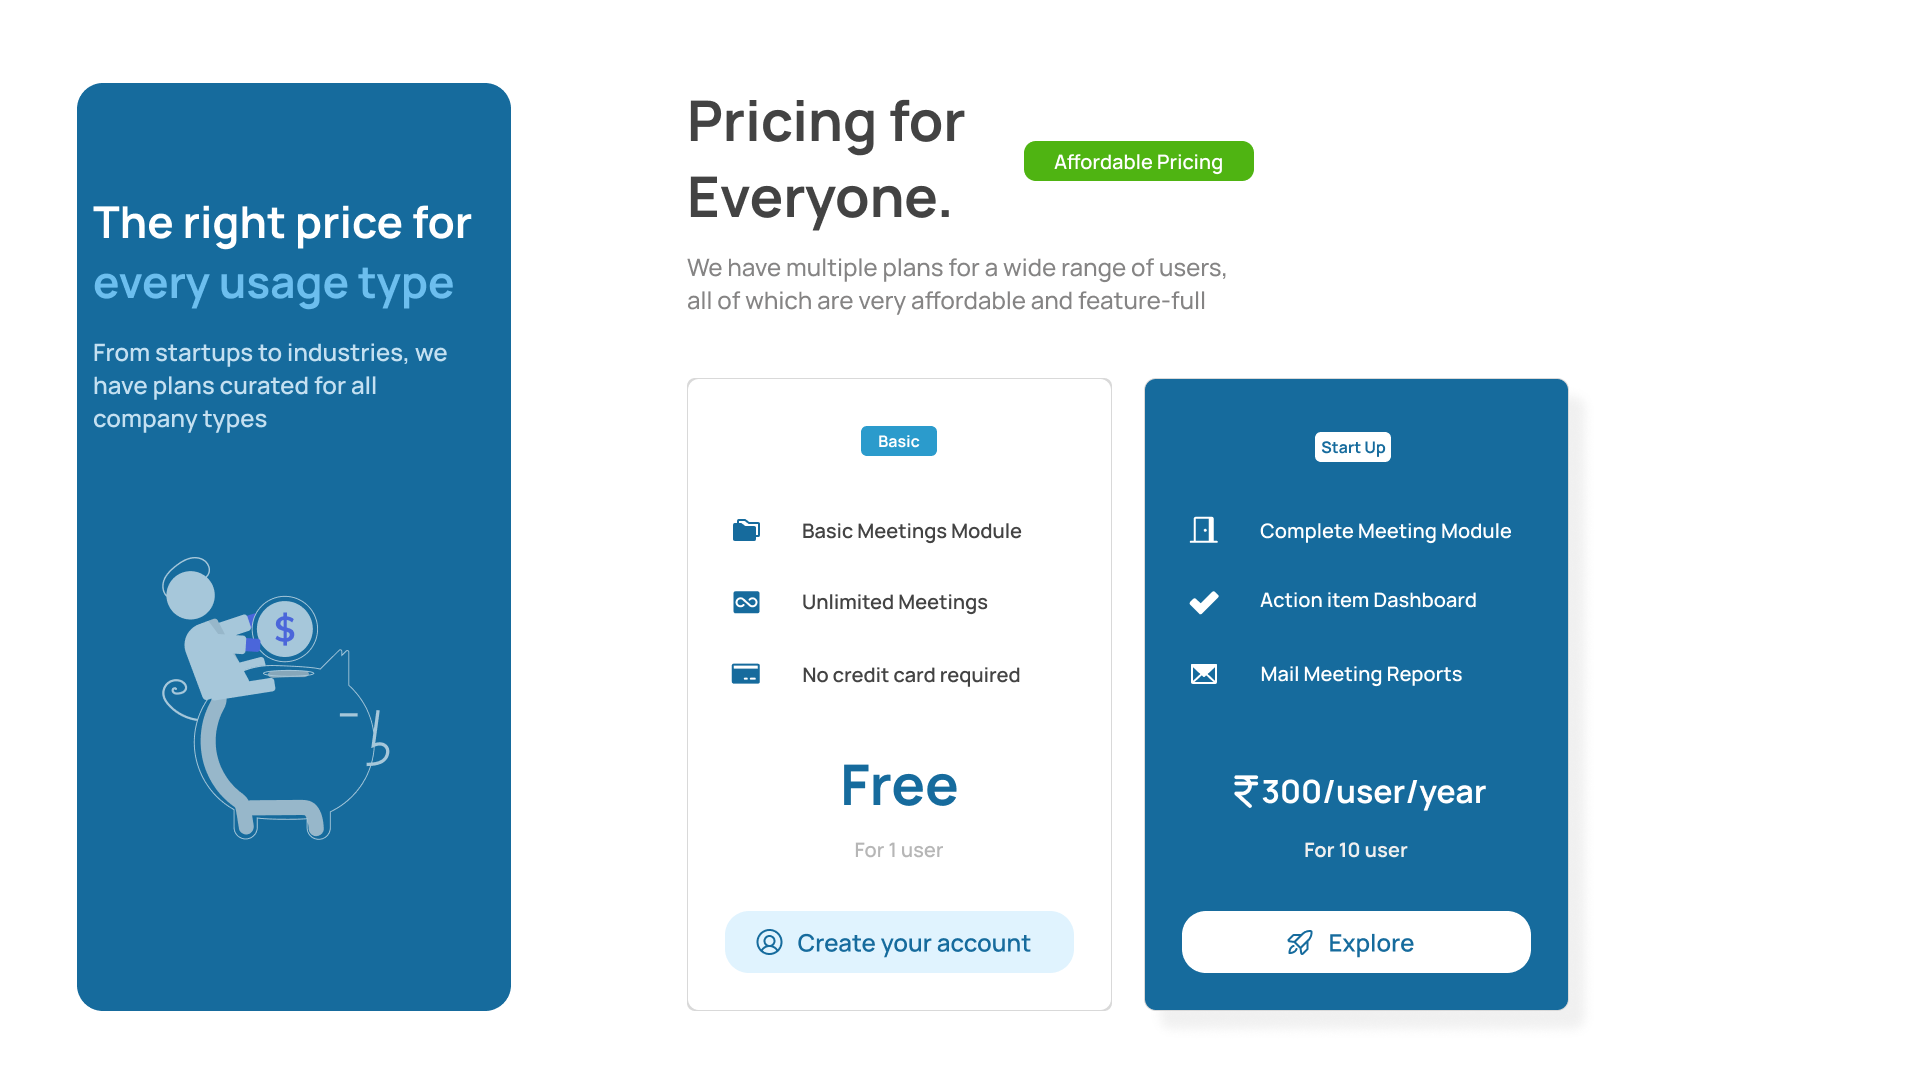 The right price for
every usage type
From startups to industries, we
have plans curated for all
company types
$
Pricing for
Everyone.
Affordable Pricing
We have multiple plans for a wide range of users,
all of which are very affordable and feature-full
Basic
Basic Meetings Module
Unlimited Meetings
No credit card required
Free
For 1 user
Create your account
Start Up
Complete Meeting Module
Action item Dashboard
Mail Meeting Reports
₹300/user/year
For 10 user
Explore